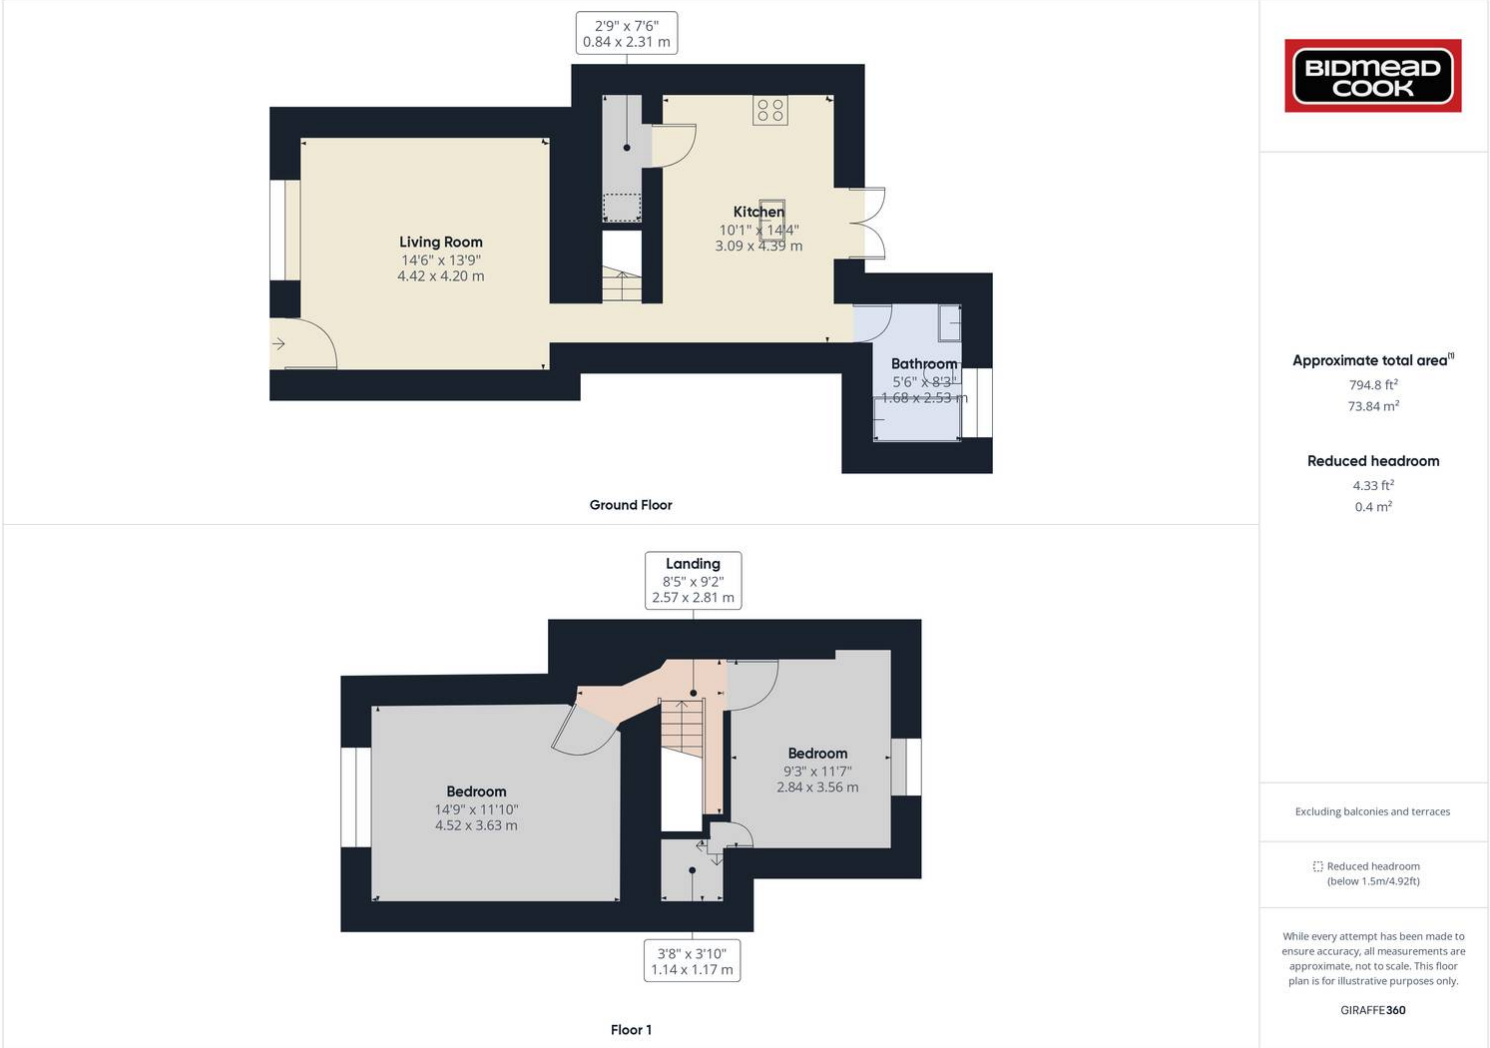 2'9" x 7'6"
0.84 x 2.31 m
Living Room
14'6" x 13'9"
4.42 x 4.20 m
Kitchen
10'1" x 14'4"
3.09 x 4.39 m
Bathroom
5'6" x 8'3"
1.68 x 2.53 m
Ground Floor
Landing
8'5" x 9'2"
2.57 x 2.81 m
Bedroom
14'9" x 11'10"
4.52 x 3.63 m
Bedroom
9'3" x 11'7"
2.84 x 3.56 m
3'8" x 3'10"
1.14 x 1.17 m
Floor 1
BIDMEAD
COOK
Approximate total area⁽¹⁾
794.8 ft²
73.84 m²
Reduced headroom
4.33 ft²
0.4 m²
Excluding balconies and terraces
Reduced headroom
(below 1.5m/4.92ft)
While every attempt has been made to
ensure accuracy, all measurements are
approximate, not to scale. This floor
plan is for illustrative purposes only.
GIRAFFE360